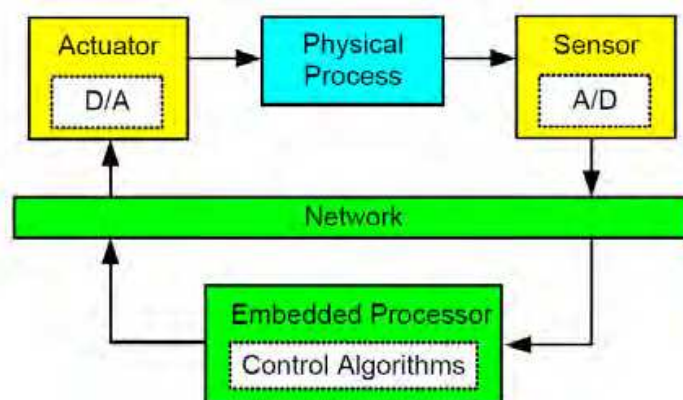 Actuator
D/A
Physical
Process
Sensor
A/D
Network
Embedded Processor
Control Algorithms